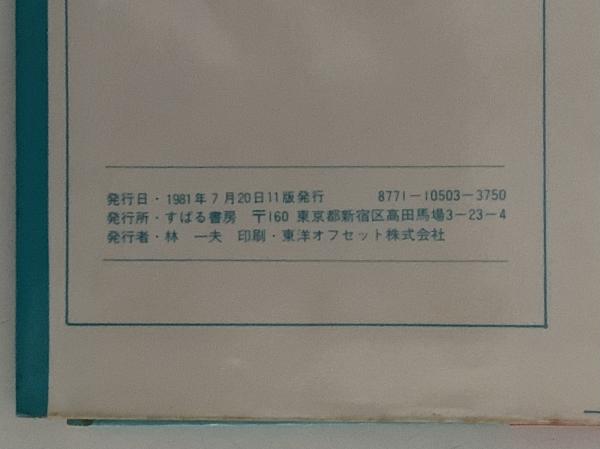 発行日・1981年7月20日11版発行 8771-10503-3750
発行所・すばる書房 〒160 東京都新宿区高田馬場3-23-4
発行者・林 一夫 印刷・東洋オフセット株式会社